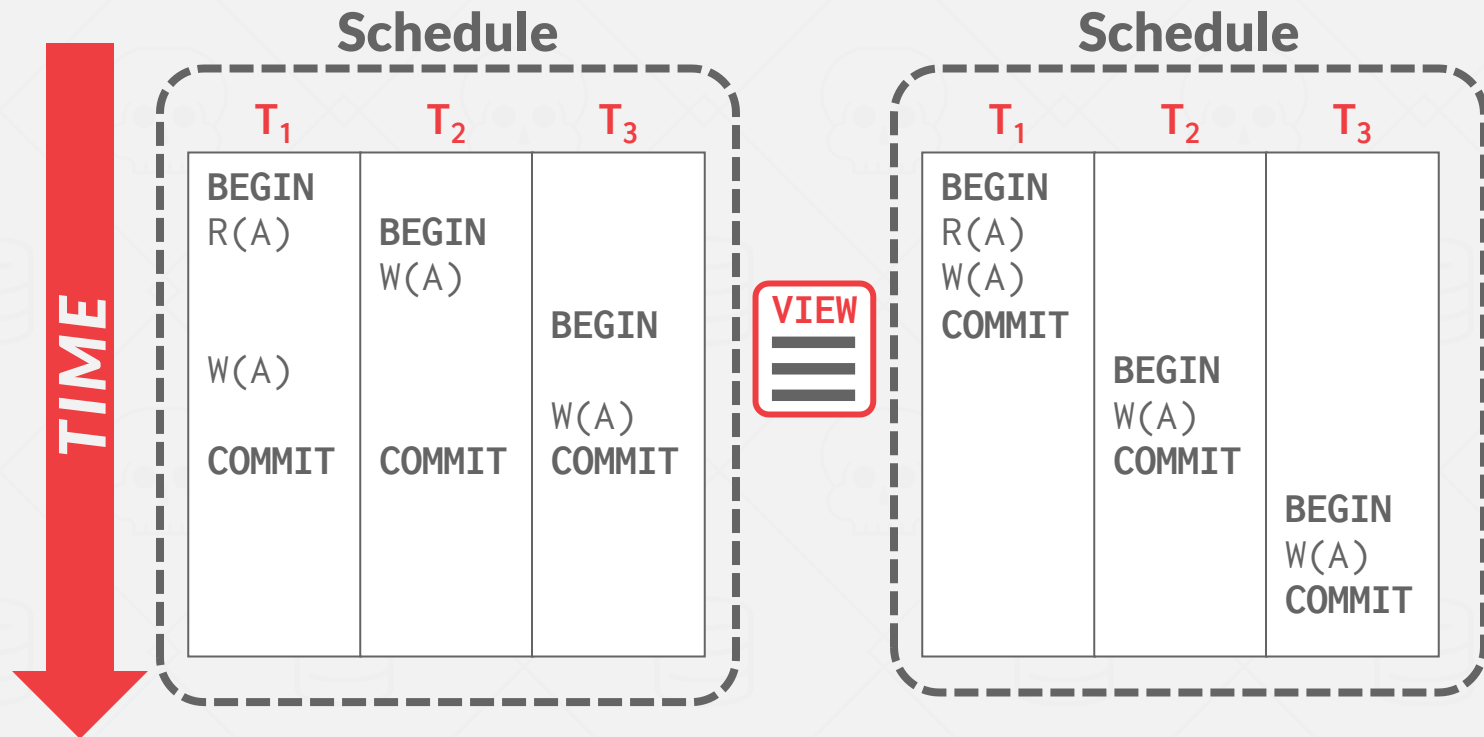 Schedule Schedule
T1 T2 T3 T1 T2 T3
BEGIN BEGIN
R(A) BEGIN R(A)
W(A) W(A)
BEGIN VIEW COMMIT
W(A) BEGIN
W(A) W(A)
COMMIT COMMIT COMMIT COMMIT
BEGIN
W(A)
COMMIT
TIME